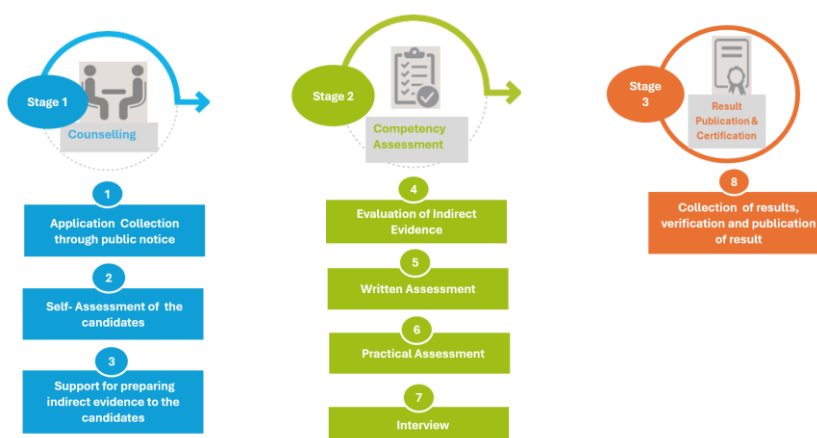 Stage 1
Counselling
1
Application Collection
through public notice
2
Self- Assessment of the
candidates
3
Support for preparing
indirect evidence to the
candidates
Stage 2
Competency
Assessment
4
Evaluation of Indirect
Evidence
5
Written Assessment
6
Practical Assessment
7
Interview
Stage
3
Result
Publication &
Certification
8
Collection of results,
verification and publication
of result